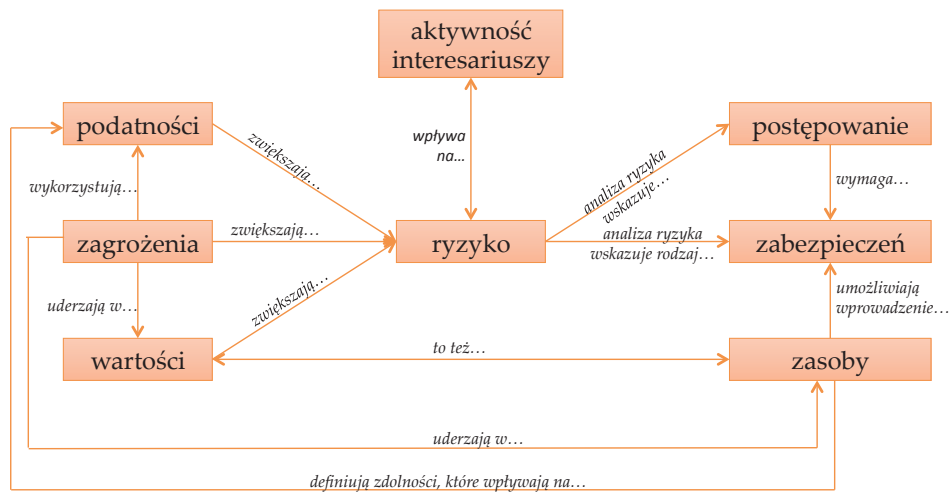 aktywność
interesariuszy
podatności
wpływa
na…
postępowanie
zwiększają…
analiza ryzyka
wskazuje…
wykorzystują…
wymaga…
zagrożenia
zwiększają…
ryzyko
analiza ryzyka
wskazuje rodzaj…
zabezpieczeń
uderzają w…
zwiększają…
umożliwiają
wprowadzenie…
wartości
to też…
zasoby
uderzają w…
definiują zdolności, które wpływają na…